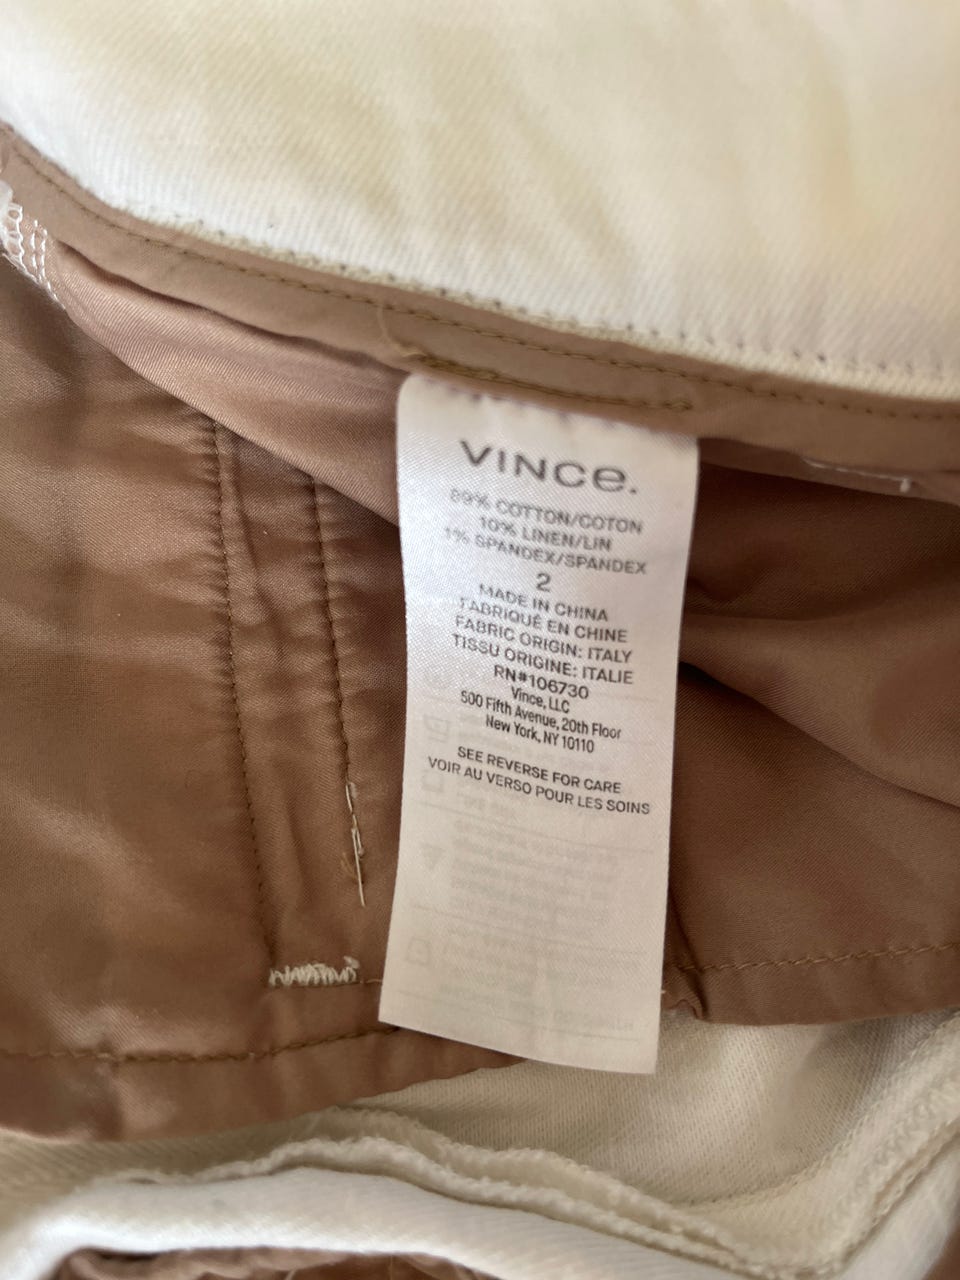 VINCe.
89% COTTON/COTON
10% LINEN/LIN
1% SPANDEX/SPANDEX
2
MADE IN CHINA
FABRIQUÉ EN CHINE
FABRIC ORIGIN: ITALY
TISSU ORIGINE: ITALIE
RN#106730
Vince, LLC
500 Fifth Avenue, 20th Floor
New York, NY 10110
SEE REVERSE FOR CARE
VOIR AU VERSO POUR LES SOINS